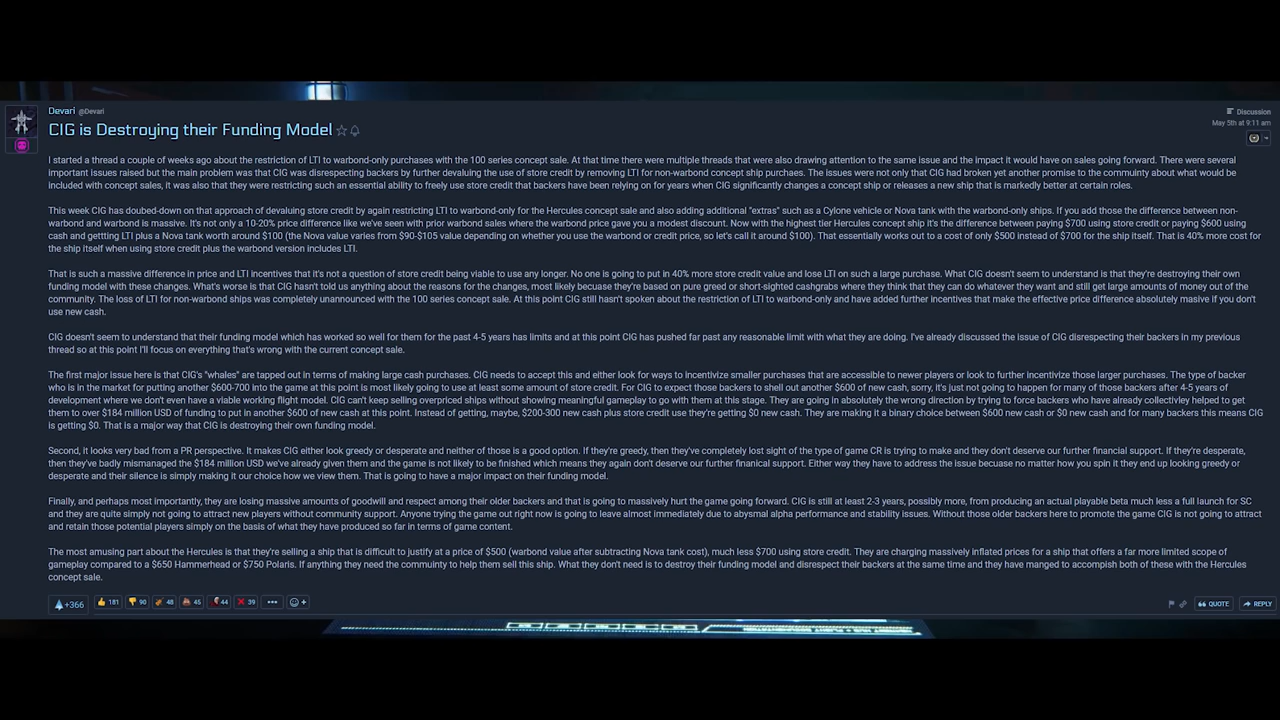 Devari @Devari
CIG is Destroying their Funding Model
Discussion
May 5th at 9:11 am
I started a thread a couple of weeks ago about the restriction of LTI to warbond-only purchases with the 100 series concept sale. At that time there were multiple threads that were also drawing attention to the same issue and the impact it would have on sales going forward. There were several
important issues raised but the main problem was that CIG was disrespecting backers by further devaluing the use of store credit by removing LTI for non-warbond concept ship purchases. The issues were not only that CIG had broken yet another promise to the commuinty about what would be
included with concept sales, it was also that they were restricting such an essential ability to freely use store credit that backers have been relying on for years when CIG significantly changes a concept ship or releases a new ship that is markedly better at certain roles.
This week CIG has doubed-down on that approach of devaluing store credit by again restricting LTI to warbond-only for the Hercules concept sale and also adding additional "extras" such as a Cylone vehicle or Nova tank with the warbond-only ships. If you add those the difference between non-
warbond and warbond is massive. It's not only a 10-20% price difference like we've seen with prior warbond sales where the warbond price gave you a modest discount. Now with the highest tier Hercules concept ship it's the difference between paying $700 using store credit or paying $600 using
cash and gettting LTI plus a Nova tank worth around $100 (the Nova value varies from $90-$105 value depending on whether you use the warbond or credit price, so let's call it around $100). That essentially works out to a cost of only $500 instead of $700 for the ship itself. That is 40% more cost for
the ship itself when using store credit plus the warbond version includes LTI.
That is such a massive difference in price and LTI incentives that it's not a question of store credit being viable to use any longer. No one is going to put in 40% more store credit value and lose LTI on such a large purchase. What CIG doesn't seem to understand is that they're destroying their own
funding model with these changes. What's worse is that CIG hasn't told us anything about the reasons for the changes, most likely becuase they're based on pure greed or short-sighted cashgrabs where they think that they can do whatever they want and still get large amounts of money out of the
community. The loss of LTI for non-warbond ships was completely unannounced with the 100 series concept sale. At this point CIG still hasn't spoken about the restriction of LTI to warbond-only and have added further incentives that make the effective price difference absolutely masive if you don't
use new cash.
CIG doesn't seem to understand that their funding model which has worked so well for them for the past 4-5 years has limits and at this point CIG has pushed far past any reasonable limit with what they are doing. I've already discussed the issue of CIG disrespecting their backers in my previous
thread so at this point I'll focus on everything that's wrong with the current concept sale.
The first major issue here is that CIG's "whales" are tapped out in terms of making large cash purchases. CIG needs to accept this and either look for ways to incentivize smaller purchases that are accessible to newer players or look to further incentivize those larger purchases. The type of backer
who is in the market for putting another $600-700 into the game at this point is most likely going to use at least some amount of store credit. For CIG to expect those backers to shell out another $600 of new cash, sorry, it's just not going to happen for many of those backers after 4-5 years of
development where we don't even have a viable working flight model. CIG can't keep selling overpriced ships without showing meaningful gameplay to go with them at this stage. They are going in absolutely the wrong direction by trying to force backers who have already collectivley helped to get
them to over $184 million USD of funding to put in another $600 of new cash at this point. Instead of getting, maybe, $200-300 new cash plus store credit use they're getting $0 new cash. They are making it a binary choice between $600 new cash or $0 new cash and for many backers this means CIG
is getting $0. That is a major way that CIG is destroying their own funding model.
Second, it looks very bad from a PR perspective. It makes CIG either look greedy or desperate and neither of those is a good option. If they're greedy, then they've completely lost sight of the type of game CR is trying to make and they don't deserve our further financial support. If they're desperate,
then they've badly mismanaged the $184 million USD we've already given them and the game is not likely to be finished which means they again don't deserve our further finanical support. Either way they have to address the issue becuase no matter how you spin it they end up looking greedy or
desperate and their silence is simply making it our choice how we view them. That is going to have a major impact on their funding model.
Finally, and perhaps most importantly, they are losing massive amounts of goodwill and respect among their older backers and that is going to massively hurt the game going forward. CIG is still at least 2-3 years, possibly more, from producing an actual playable beta much less a full launch for SC
and they are quite simply not going to attract new players without community support. Anyone trying the game out right now is going to leave almost immediately due to abysmal alpha performance and stability issues. Without those older backers here to promote the game CIG is not going to attract
and retain those potential players simply on the basis of what they have produced so far in terms of game content.
The most amusing part about the Hercules is that they're selling a ship that is difficult to justify at a price of $500 (warbond value after subtracting Nova tank cost), much less $700 using store credit. They are charging massively inflated prices for a ship that offers a far more limited scope of
gameplay compared to a $650 Hammerhead or $750 Polaris. If anything they need the commuinty to help them sell this ship. What they don't need is to destroy their funding model and disrespect their backers at the same time and they have manged to accompish both of these with the Hercules
concept sale.
+366 181 90 48 45 44 39 QUOTE REPLY